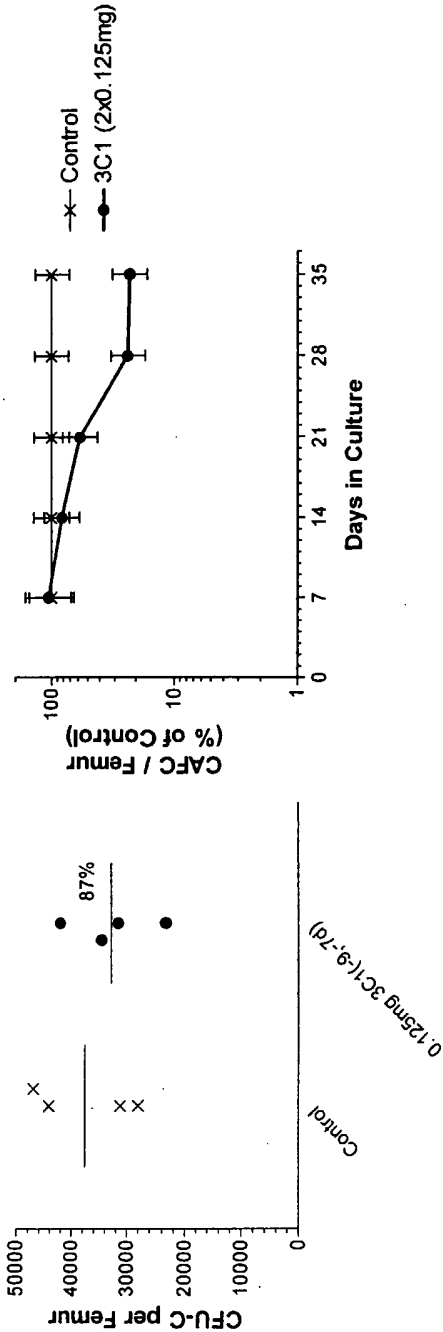 CFU-C per Femur
50000
40000
30000
20000
10000
0
87%
Control
0.125mg 3C1(-9,-7d)
CAFC / Femur
(% of Control)
100
10
1
0
7
14
21
28
35
Days in Culture
Control
3C1 (2x0.125mg)